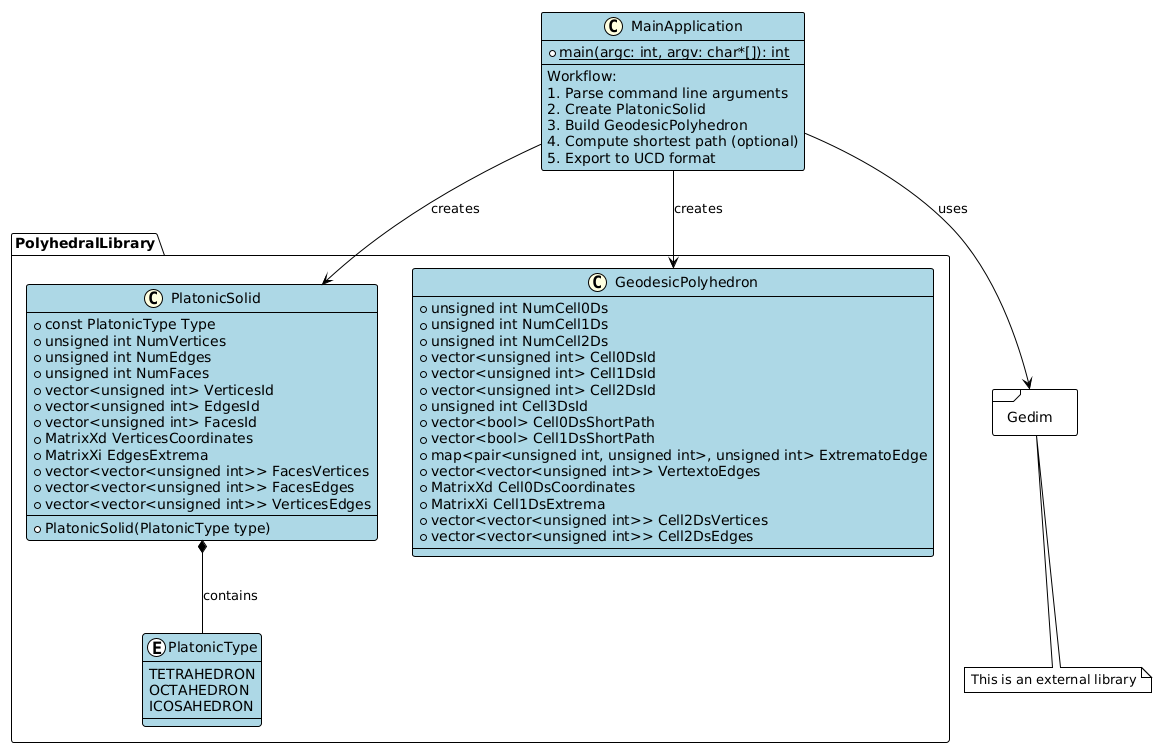 MainApplication
main(argc: int, argv: char*[]): int
Workflow:
1. Parse command line arguments
2. Create PlatonicSolid
3. Build GeodesicPolyhedron
4. Compute shortest path (optional)
5. Export to UCD format
creates
creates
uses
PolyhedralLibrary
PlatonicSolid
const PlatonicType Type
unsigned int NumVertices
unsigned int NumEdges
unsigned int NumFaces
vector<unsigned int> VerticesId
vector<unsigned int> EdgesId
vector<unsigned int> FacesId
MatrixXd VerticesCoordinates
MatrixXi EdgesExtrema
vector<vector<unsigned int>> FacesVertices
vector<vector<unsigned int>> FacesEdges
vector<vector<unsigned int>> VerticesEdges
PlatonicSolid(PlatonicType type)
GeodesicPolyhedron
unsigned int NumCell0Ds
unsigned int NumCell1Ds
unsigned int NumCell2Ds
vector<unsigned int> Cell0DsId
vector<unsigned int> Cell1DsId
vector<unsigned int> Cell2DsId
unsigned int Cell3DsId
vector<bool> Cell0DsShortPath
vector<bool> Cell1DsShortPath
map<pair<unsigned int, unsigned int>, unsigned int> ExtrematoEdge
vector<vector<unsigned int>> VertextoEdges
MatrixXd Cell0DsCoordinates
MatrixXi Cell1DsExtrema
vector<vector<unsigned int>> Cell2DsVertices
vector<vector<unsigned int>> Cell2DsEdges
Gedim
contains
PlatonicType
TETRAHEDRON
OCTAHEDRON
ICOSAHEDRON
This is an external library